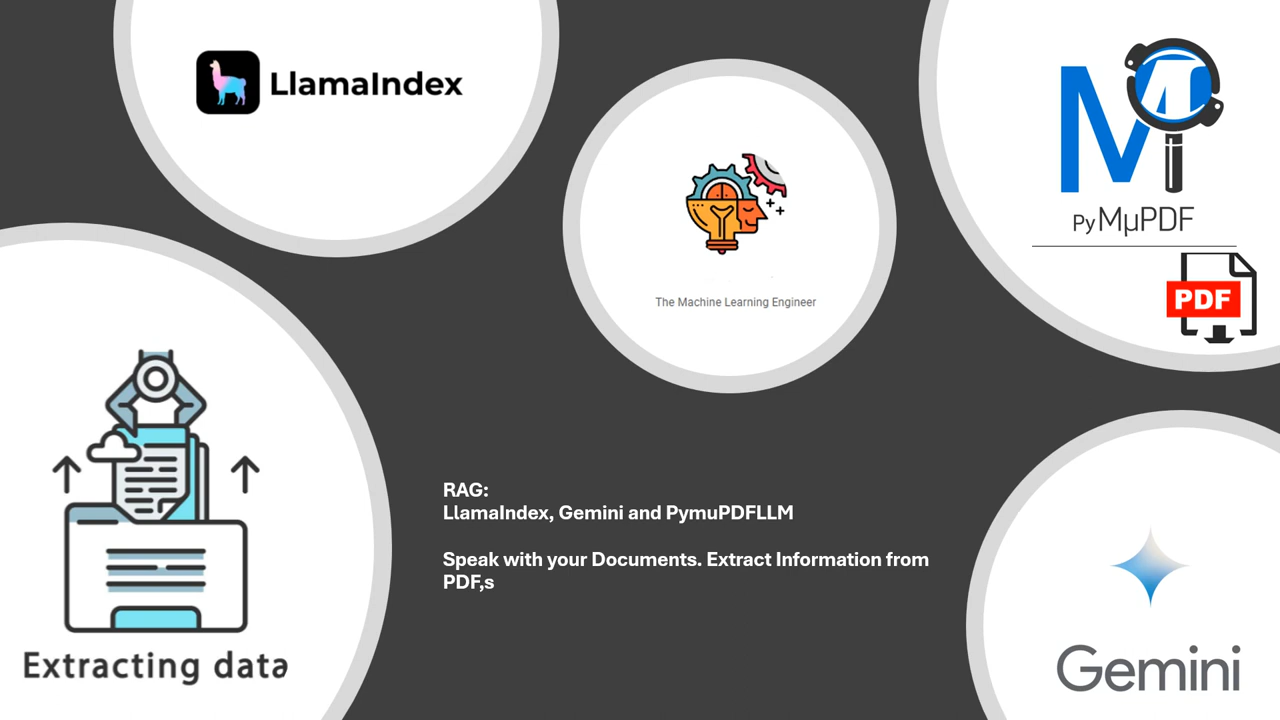 LlamaIndex
M
PyMµPDF
PDF
The Machine Learning Engineer
RAG:
LlamaIndex, Gemini and PymuPDFLLM
Speak with your Documents. Extract Information from
PDF,s
Extracting data
Gemini